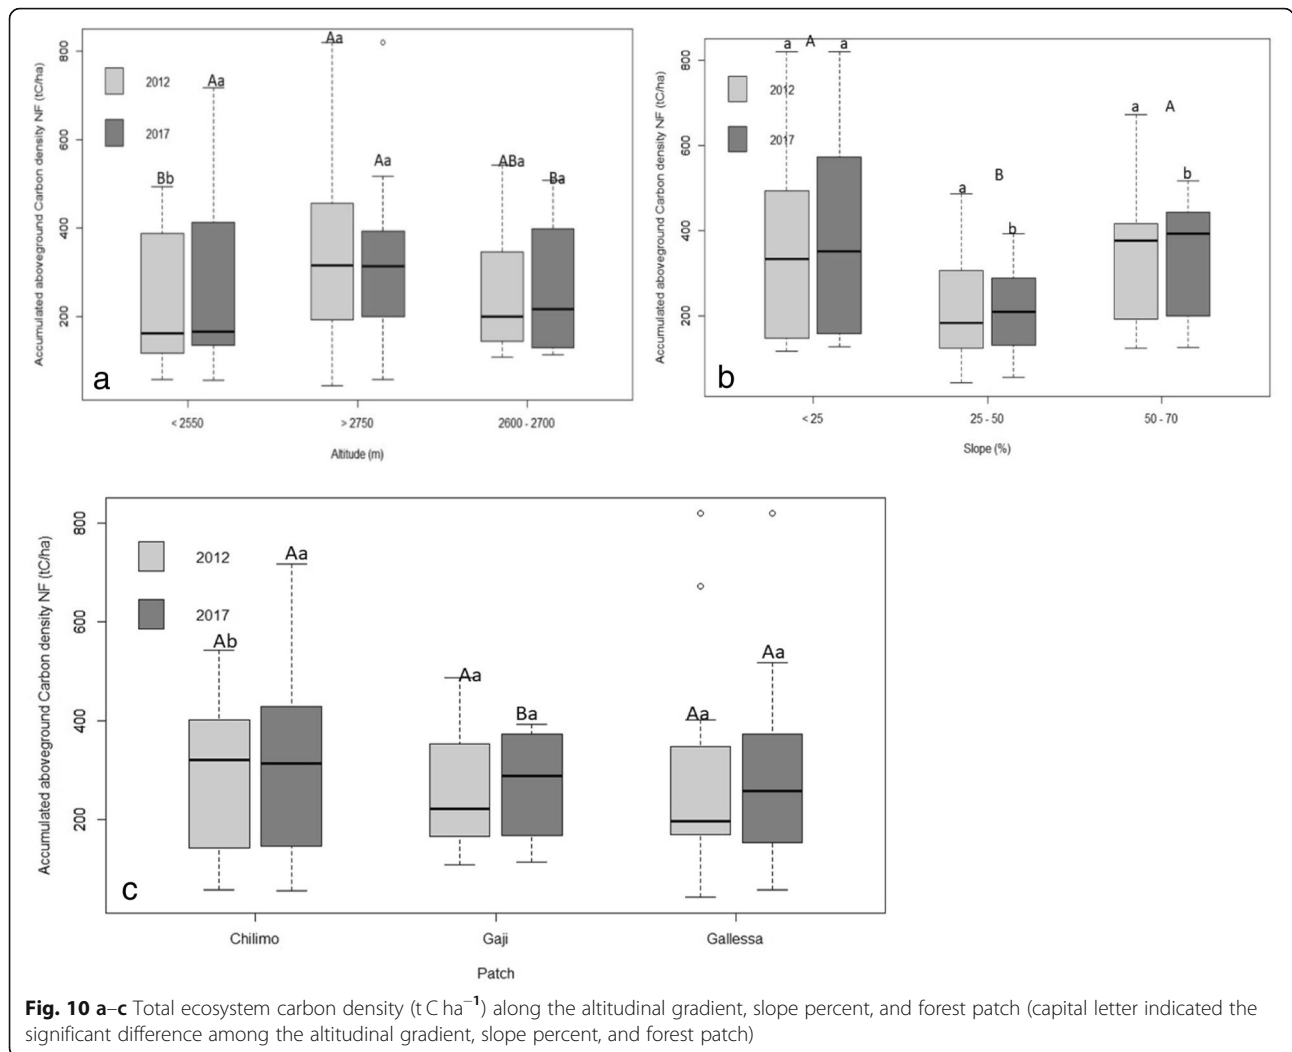 Accumulated aboveground Carbon density NF (tC/ha)
800
600
400
200
2012
2017
Bb
Aa
Aa
Aa
ABa
Ba
a
< 2550
> 2750
2600 - 2700
Altitude (m)
Accumulated aboveground Carbon density NF (tC/ha)
800
600
400
200
2012
2017
a A a
a B b
a A b
b
< 25
25 - 50
50 - 70
Slope (%)
Accumulated aboveground Carbon density NF (tC/ha)
800
600
400
200
2012
2017
Ab
Aa
Aa
Ba
Aa
Aa
c
Chilimo
Gaji
Gallessa
Patch
Fig. 10 a–c Total ecosystem carbon density (t C ha⁻¹) along the altitudinal gradient, slope percent, and forest patch (capital letter indicated the
significant difference among the altitudinal gradient, slope percent, and forest patch)